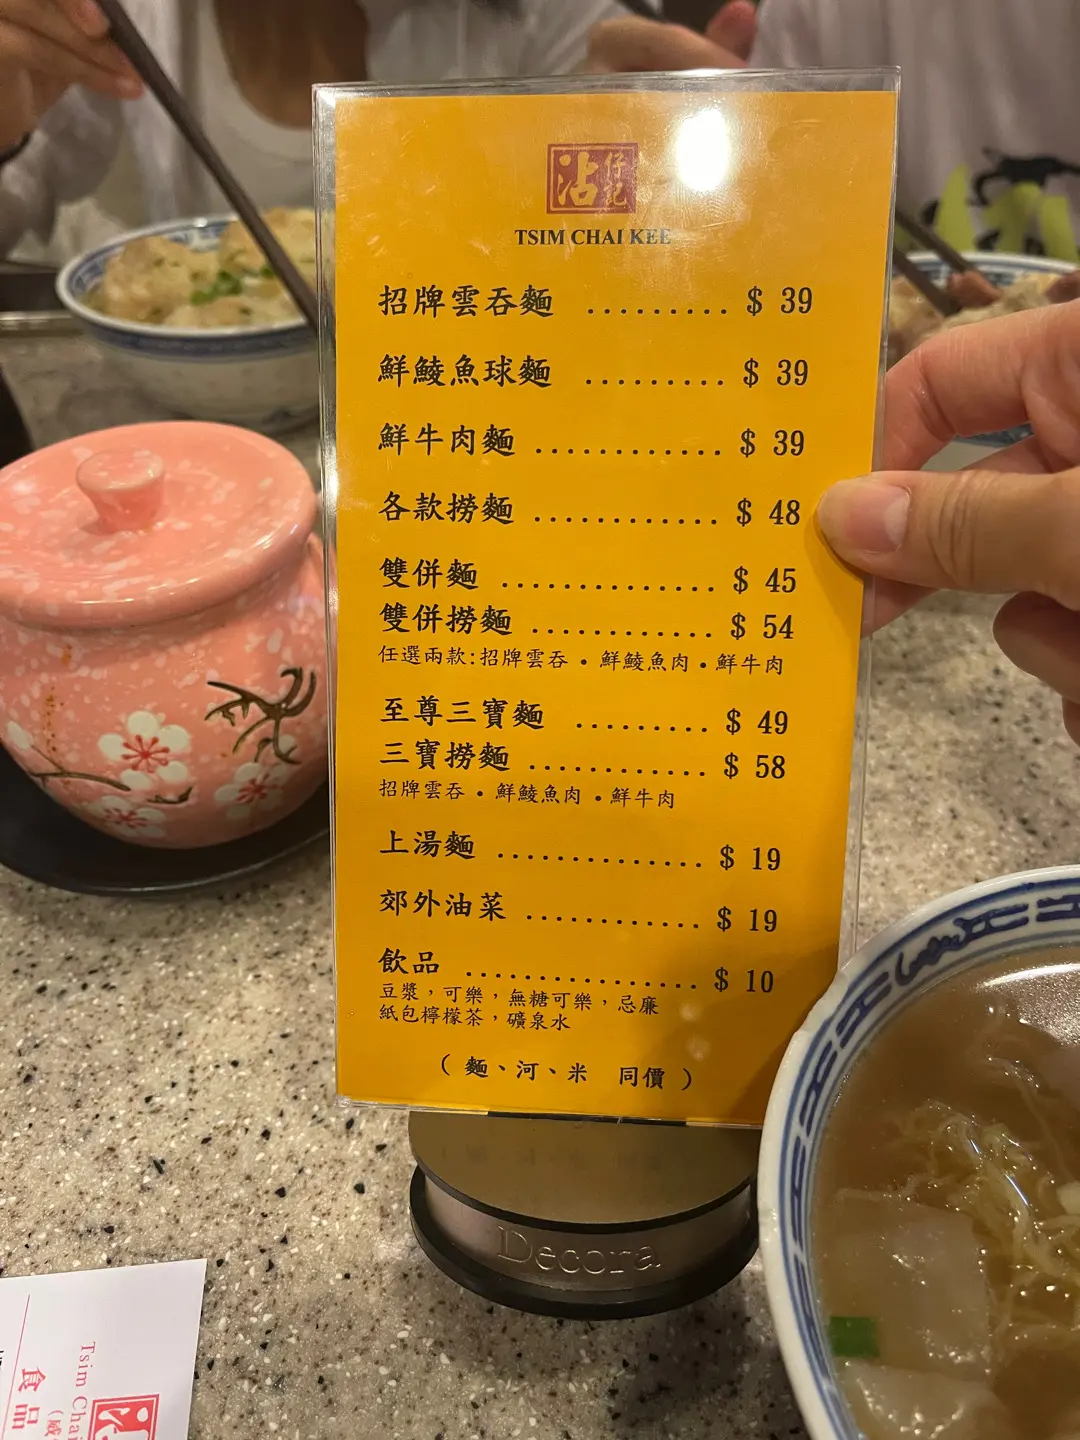 沾仔記
TSIM CHAI KEE
招牌雲吞麵 ......... $ 39
鮮鯪魚球麵 ........ $ 39
鮮牛肉麵 ........... $ 39
各款撈麵 ........... $ 48
雙併麵 ............. $ 45
雙併撈麵 ........... $ 54
任選兩款:招牌雲吞 • 鮮鯪魚肉 • 鮮牛肉
至尊三寶麵 ......... $ 49
三寶撈麵 ........... $ 58
招牌雲吞 • 鮮鯪魚肉 • 鮮牛肉
上湯麵 .............. $ 19
郊外油菜 ............ $ 19
飲品 ................. $ 10
豆漿，可樂，無糖可樂，忌廉
紙包檸檬茶，礦泉水
( 麵、河、米 同價 )
Decora
Tsim Chai
食品